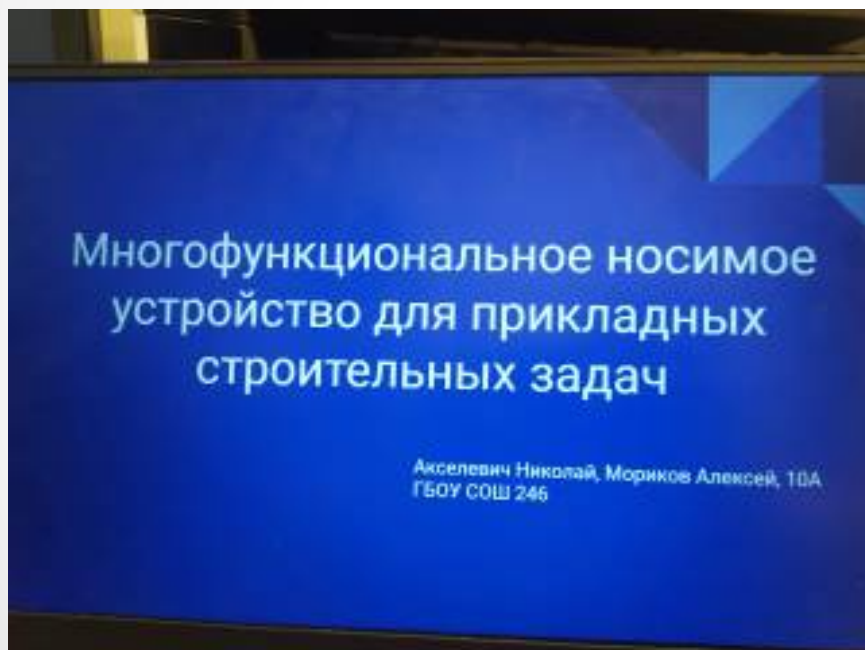 Многофункциональное носимое
устройство для прикладных
строительных задач
Акселевич Николай, Мориков Алексей, 10А
ГБОУ СОШ 246